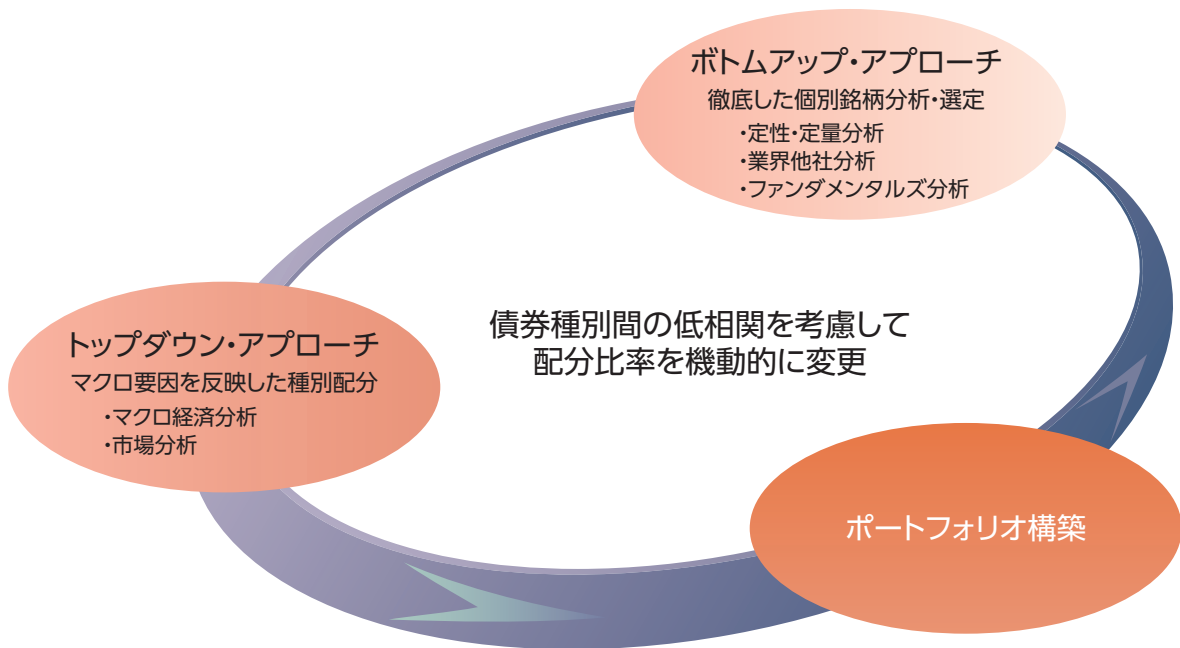 ボトムアップ・アプローチ
徹底した個別銘柄分析・選定
・定性・定量分析
・業界他社分析
・ファンダメンタルズ分析
トップダウン・アプローチ
マクロ要因を反映した種別配分
・マクロ経済分析
・市場分析
債券種別間の低相関を考慮して
配分比率を機動的に変更
ポートフォリオ構築